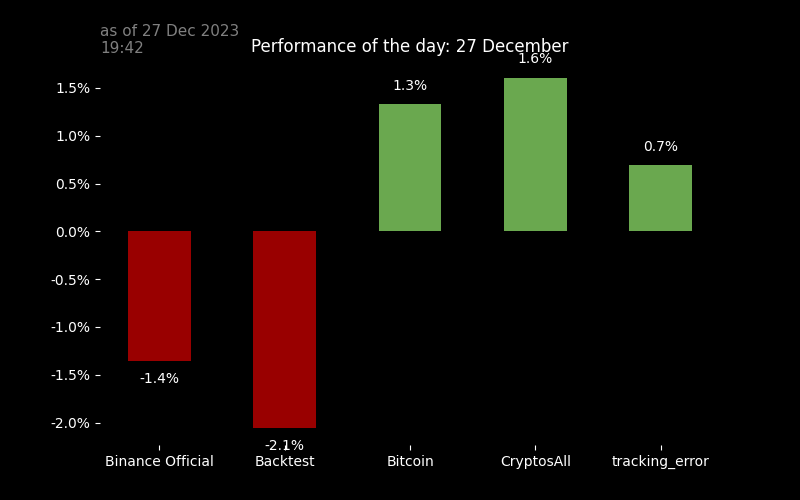 as of 27 Dec 2023
19:42
Performance of the day: 27 December
1.6%
1.5%
1.3%
1.0%
0.7%
0.5%
0.0%
-0.5%
-1.0%
-1.5%
-1.4%
-2.0%
-2.1%
Binance Official
Backtest
Bitcoin
CryptosAll
tracking_error